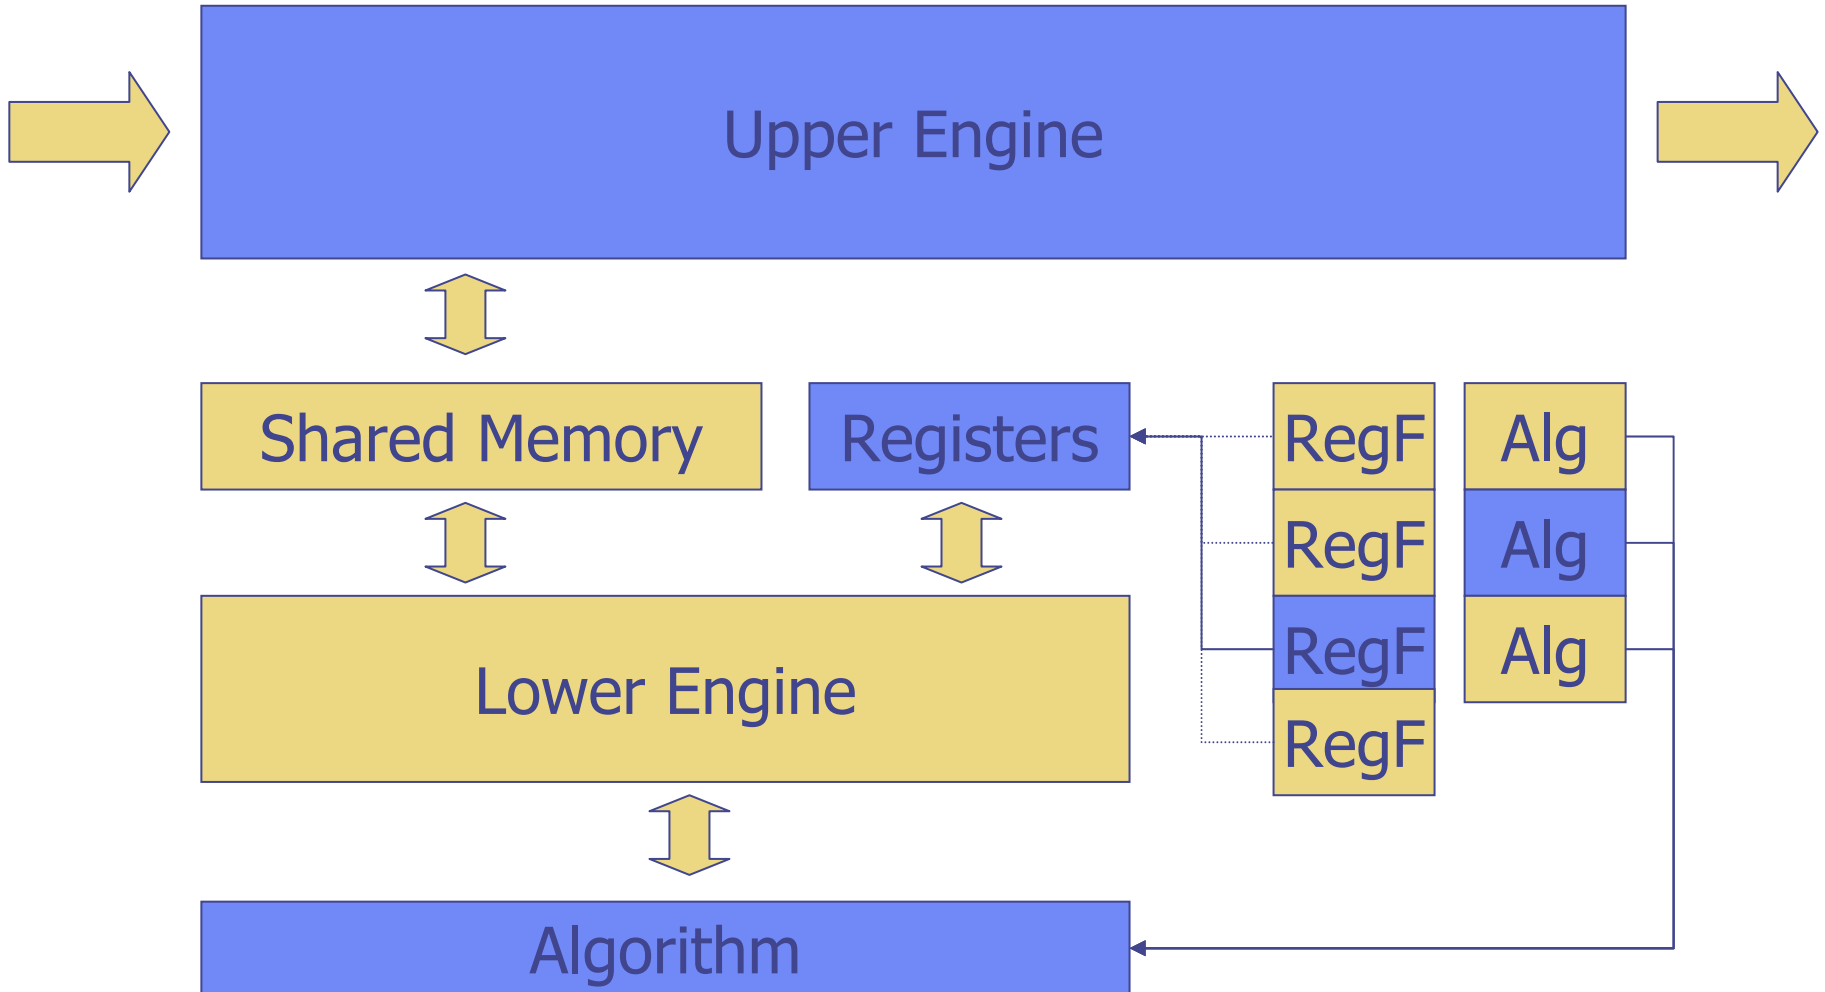 Upper Engine
Shared Memory
Registers
RegF
Alg
RegF
Alg
Lower Engine
RegF
Alg
RegF
Algorithm